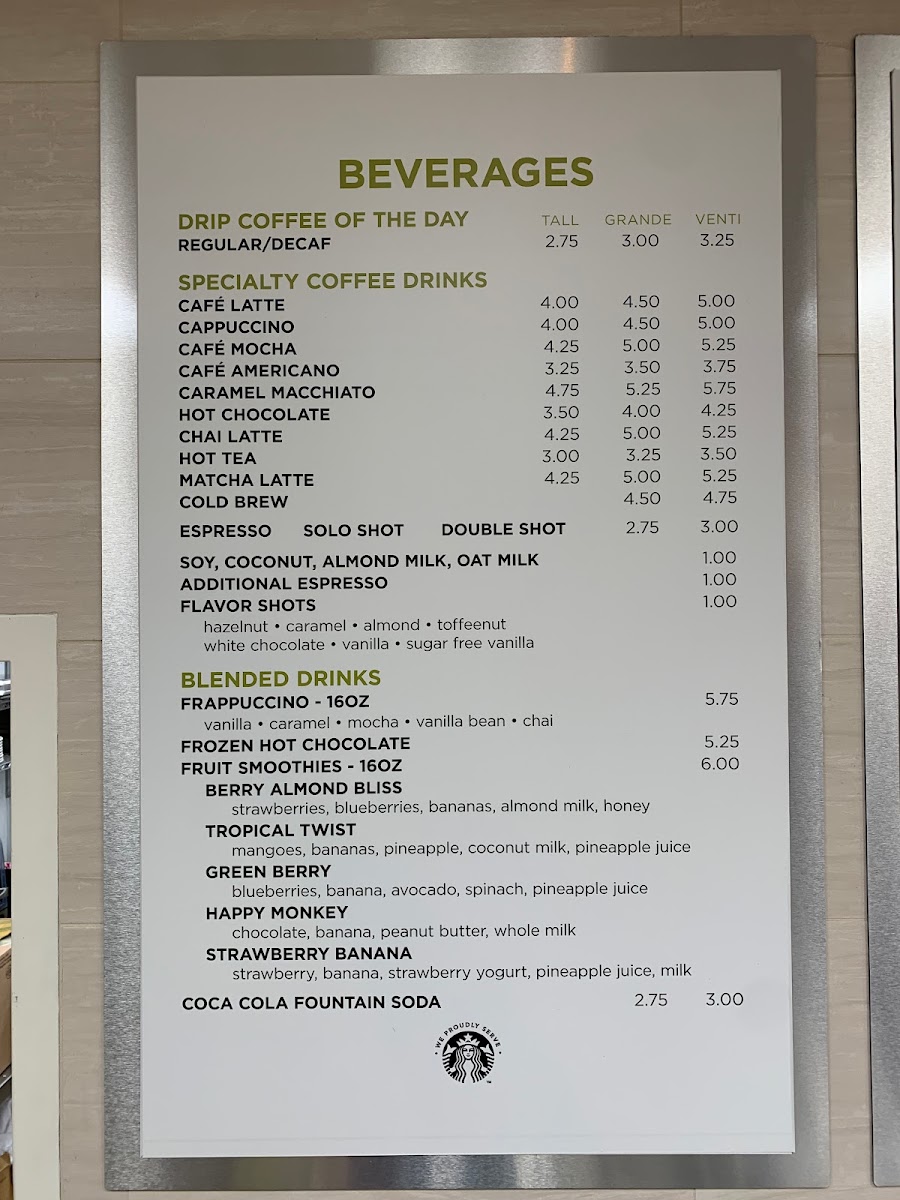 BEVERAGES
DRIP COFFEE OF THE DAY TALL GRANDE VENTI
REGULAR/DECAF 2.75 3.00 3.25
SPECIALTY COFFEE DRINKS
CAFÉ LATTE 4.00 4.50 5.00
CAPPUCCINO 4.00 4.50 5.00
CAFÉ MOCHA 4.25 5.00 5.25
CAFÉ AMERICANO 3.25 3.50 3.75
CARAMEL MACCHIATO 4.75 5.25 5.75
HOT CHOCOLATE 3.50 4.00 4.25
CHAI LATTE 4.25 5.00 5.25
HOT TEA 3.00 3.25 3.50
MATCHA LATTE 4.25 5.00 5.25
COLD BREW 4.50 4.75
ESPRESSO SOLO SHOT DOUBLE SHOT 2.75 3.00
SOY, COCONUT, ALMOND MILK, OAT MILK 1.00
ADDITIONAL ESPRESSO 1.00
FLAVOR SHOTS 1.00
hazelnut • caramel • almond • toffeenut
white chocolate • vanilla • sugar free vanilla
BLENDED DRINKS
FRAPPUCCINO - 16OZ 5.75
vanilla • caramel • mocha • vanilla bean • chai
FROZEN HOT CHOCOLATE 5.25
FRUIT SMOOTHIES - 16OZ 6.00
BERRY ALMOND BLISS
strawberries, blueberries, bananas, almond milk, honey
TROPICAL TWIST
mangoes, bananas, pineapple, coconut milk, pineapple juice
GREEN BERRY
blueberries, banana, avocado, spinach, pineapple juice
HAPPY MONKEY
chocolate, banana, peanut butter, whole milk
STRAWBERRY BANANA
strawberry, banana, strawberry yogurt, pineapple juice, milk
COCA COLA FOUNTAIN SODA 2.75 3.00
• WE PROUDLY SERVE •
™